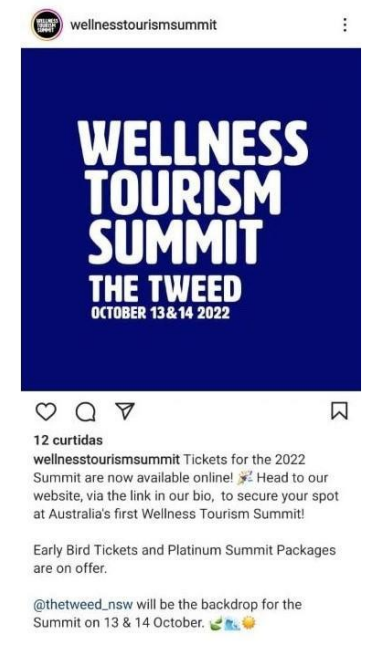 WELLNESS
TOURISM
SUMMIT
wellnesstourismsummit
WELLNESS
TOURISM
SUMMIT
THE TWEED
OCTOBER 13&14 2022
12 curtidas
wellnesstourismsummit Tickets for the 2022
Summit are now available online! 🎉 Head to our
website, via the link in our bio, to secure your spot
at Australia's first Wellness Tourism Summit!
Early Bird Tickets and Platinum Summit Packages
are on offer.
@thetweed_nsw will be the backdrop for the
Summit on 13 & 14 October. 🌿🌊☀️